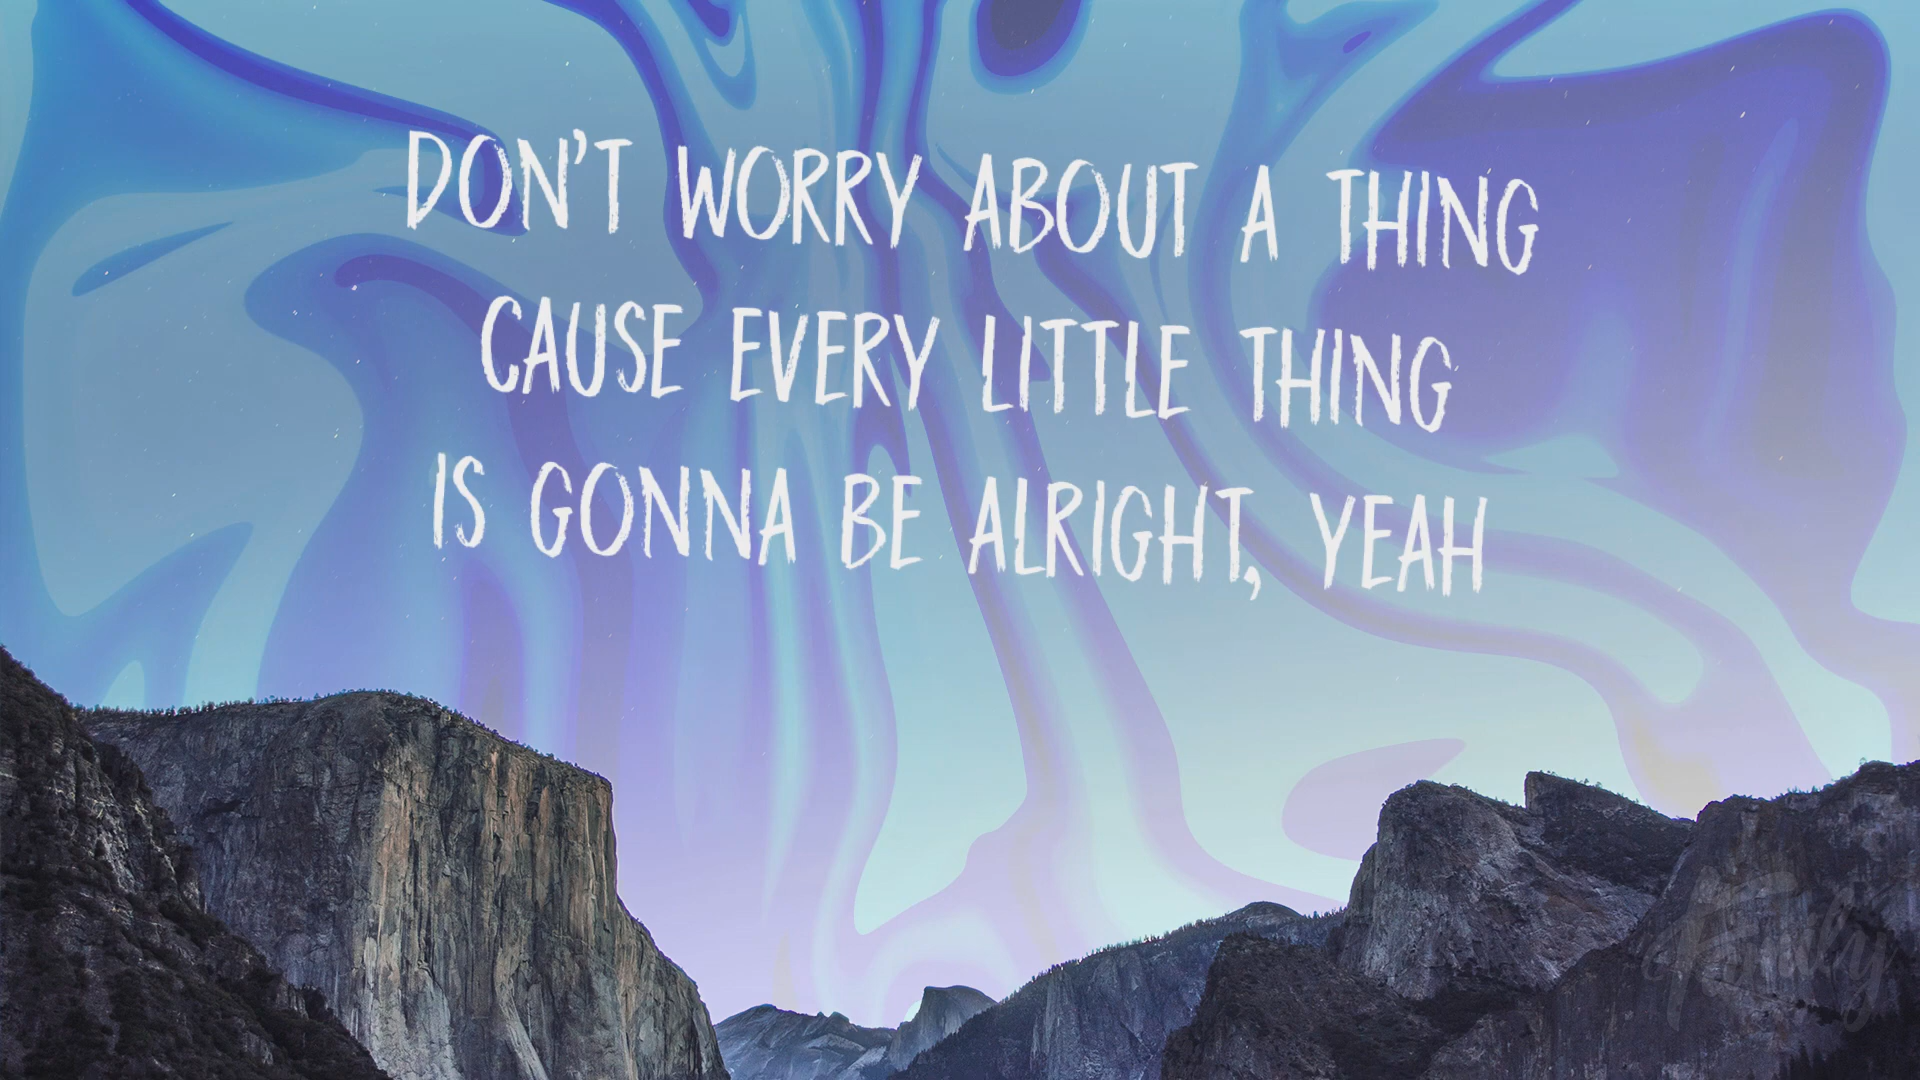 DON'T WORRY ABOUT A THING
CAUSE EVERY LITTLE THING
IS GONNA BE ALRIGHT, YEAH